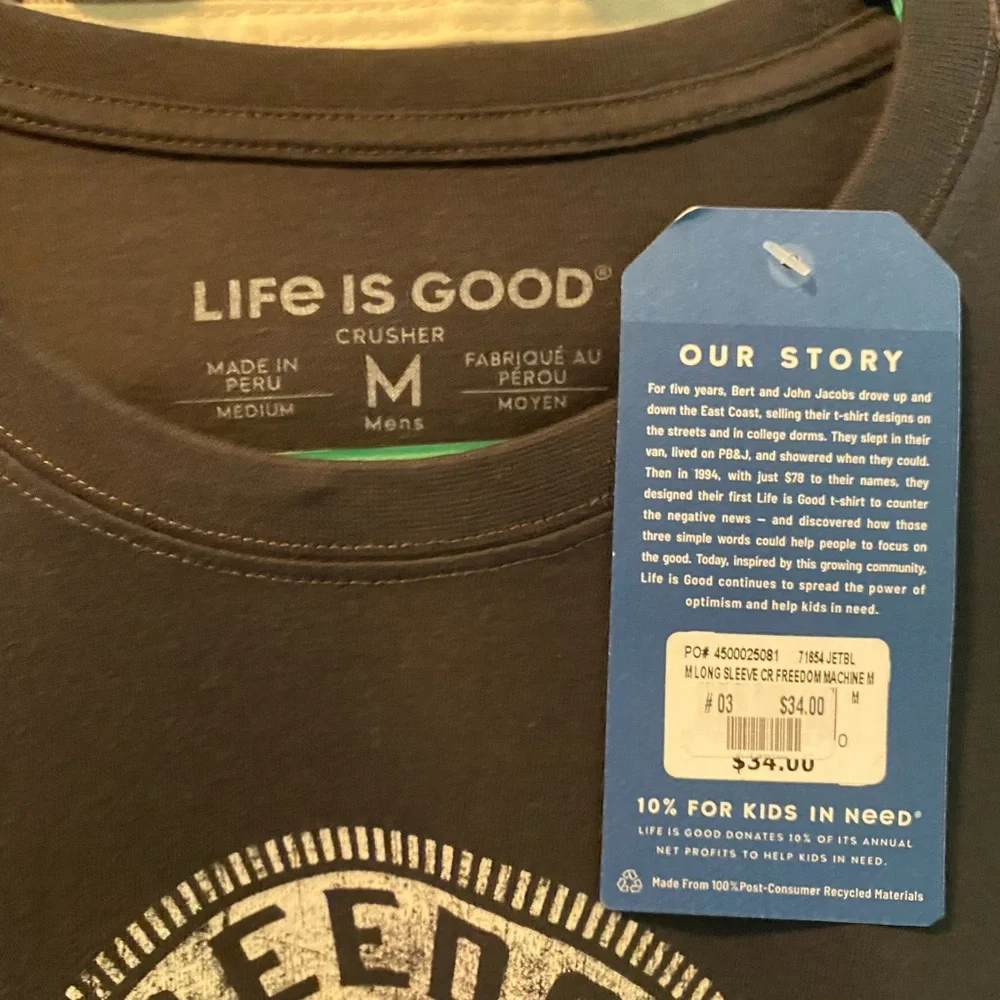 LIFe IS GOOD®
CRUSHER
MADE IN
PERU
MEDIUM
M
Mens
FABRIQUÉ AU
PÉROU
MOYEN
OUR STORY
For five years, Bert and John Jacobs drove up and
down the East Coast, selling their t-shirt designs on
the streets and in college dorms. They slept in their
van, lived on PB&J, and showered when they could.
Then in 1994, with just $78 to their names, they
designed their first Life is Good t-shirt to counter
the negative news — and discovered how those
three simple words could help people to focus on
the good. Today, inspired by this growing community,
Life is Good continues to spread the power of
optimism and help kids in need.
PO# 4500025081 71854 JETBL
M LONG SLEEVE CR FREEDOM MACHINE M
# 03 $34.00 M
0
$34.00
10% FOR KIDS IN NeeD®
LIFE IS GOOD DONATES 10% OF ITS ANNUAL
NET PROFITS TO HELP KIDS IN NEED.
Made From 100%Post-Consumer Recycled Materials